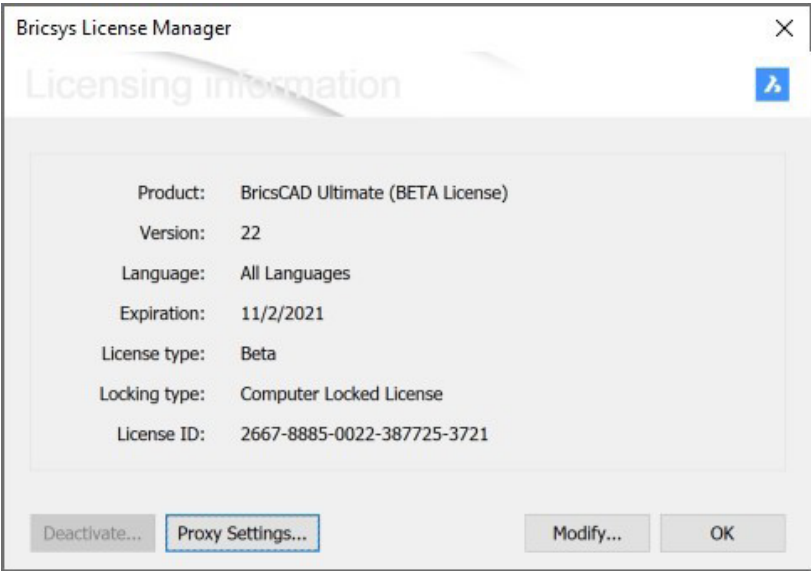 Bricsys License Manager
Licensing information
Product: BricsCAD Ultimate (BETA License)
Version: 22
Language: All Languages
Expiration: 11/2/2021
License type: Beta
Locking type: Computer Locked License
License ID: 2667-8885-0022-387725-3721
Deactivate... Proxy Settings... Modify... OK